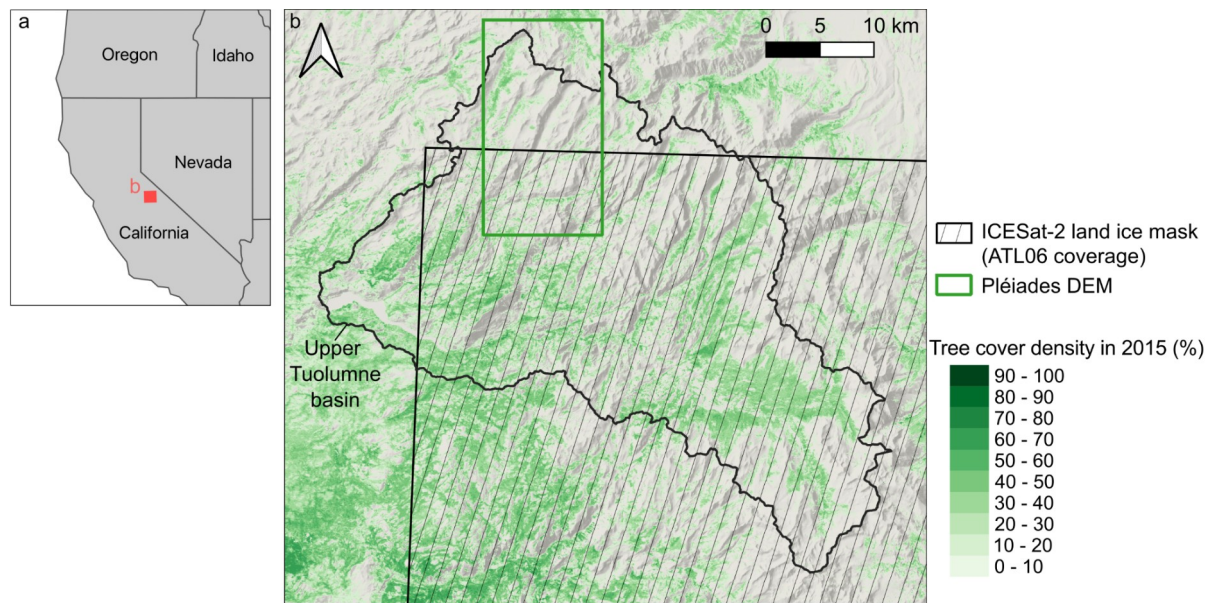 a
Oregon
Idaho
Nevada
b
California
b
0 5 10 km
Upper
Tuolumne
basin
ICESat-2 land ice mask
(ATL06 coverage)
Pléiades DEM
Tree cover density in 2015 (%)
90 - 100
80 - 90
70 - 80
60 - 70
50 - 60
40 - 50
30 - 40
20 - 30
10 - 20
0 - 10